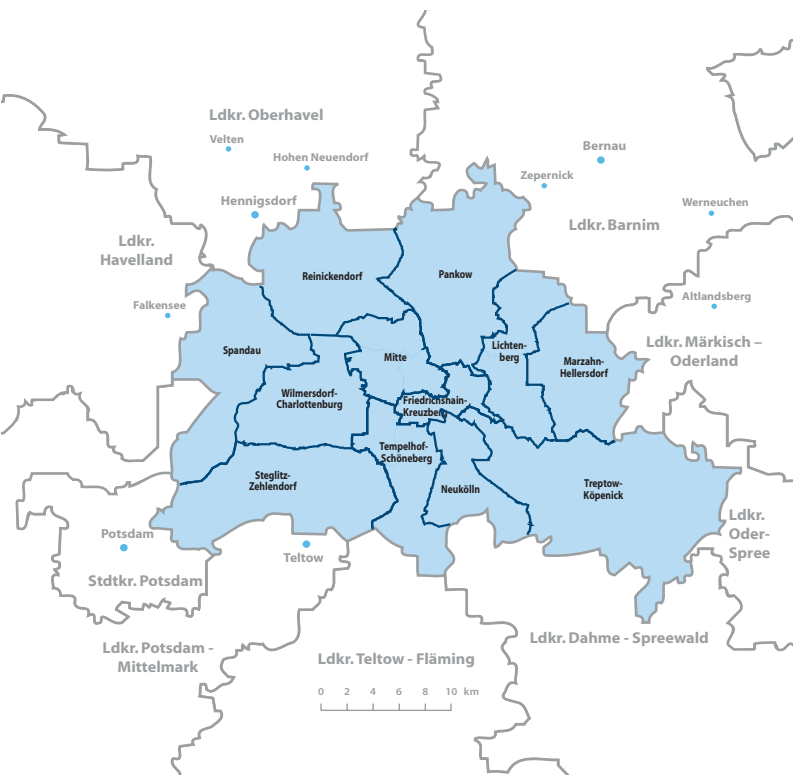 Ldkr. Oberhavel
Velten
Hohen Neuendorf
Bernau
Zepernick
Hennigsdorf
Werneuchen
Ldkr. Barnim
Ldkr.
Havelland
Reinickendorf
Pankow
Falkensee
Altlandsberg
Spandau
Mitte
Lichten-
berg
Marzahn-
Hellersdorf
Ldkr. Märkisch –
Oderland
Wilmersdorf-
Charlottenburg
Friedrichshain-
Kreuzberg
Tempelhof-
Schöneberg
Steglitz-
Zehlendorf
Neukölln
Treptow-
Köpenick
Potsdam
Teltow
Ldkr.
Oder-
Spree
Stdtkr. Potsdam
Ldkr. Dahme - Spreewald
Ldkr. Potsdam -
Mittelmark
Ldkr. Teltow - Fläming
0 2 4 6 8 10 km